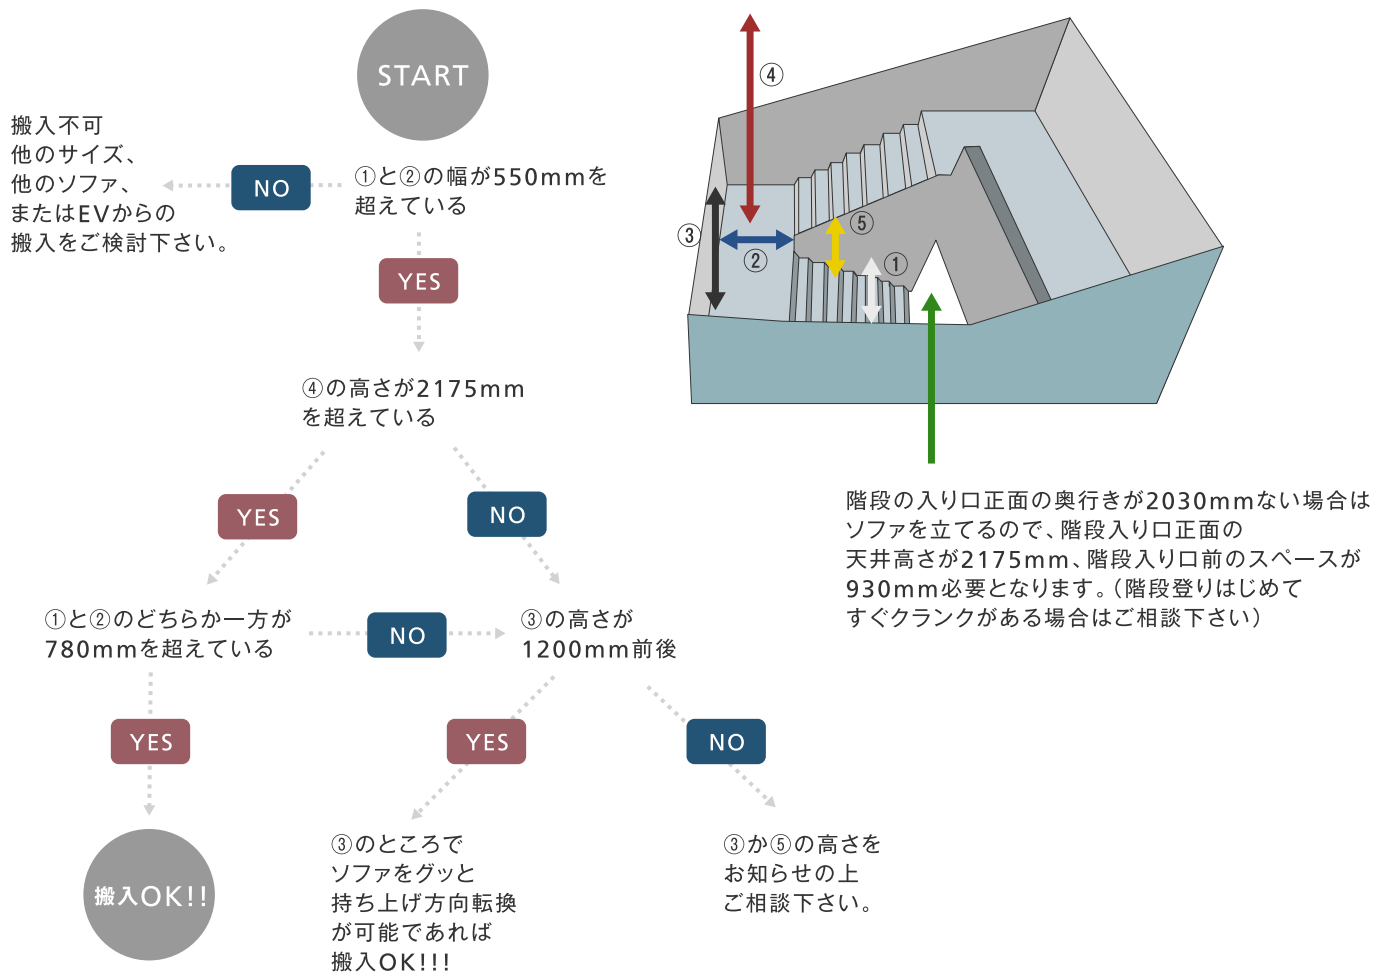 START
搬入不可
他のサイズ、
他のソファ、
またはEVからの
搬入をご検討下さい。
NO
①と②の幅が550mmを
超えている
YES
④の高さが2175mm
を超えている
YES
NO
①と②のどちらか一方が
780mmを超えている
NO
③の高さが
1200mm前後
YES
YES
NO
搬入OK!!
③のところで
ソファをグッと
持ち上げ方向転換
が可能であれば
搬入OK!!!
③か⑤の高さを
お知らせの上
ご相談下さい。
④
③
②
⑤
①
階段の入り口正面の奥行きが2030mmない場合は
ソファを立てるので、階段入り口正面の
天井高さが2175mm、階段入り口前のスペースが
930mm必要となります。（階段登りはじめて
すぐクランクがある場合はご相談下さい）